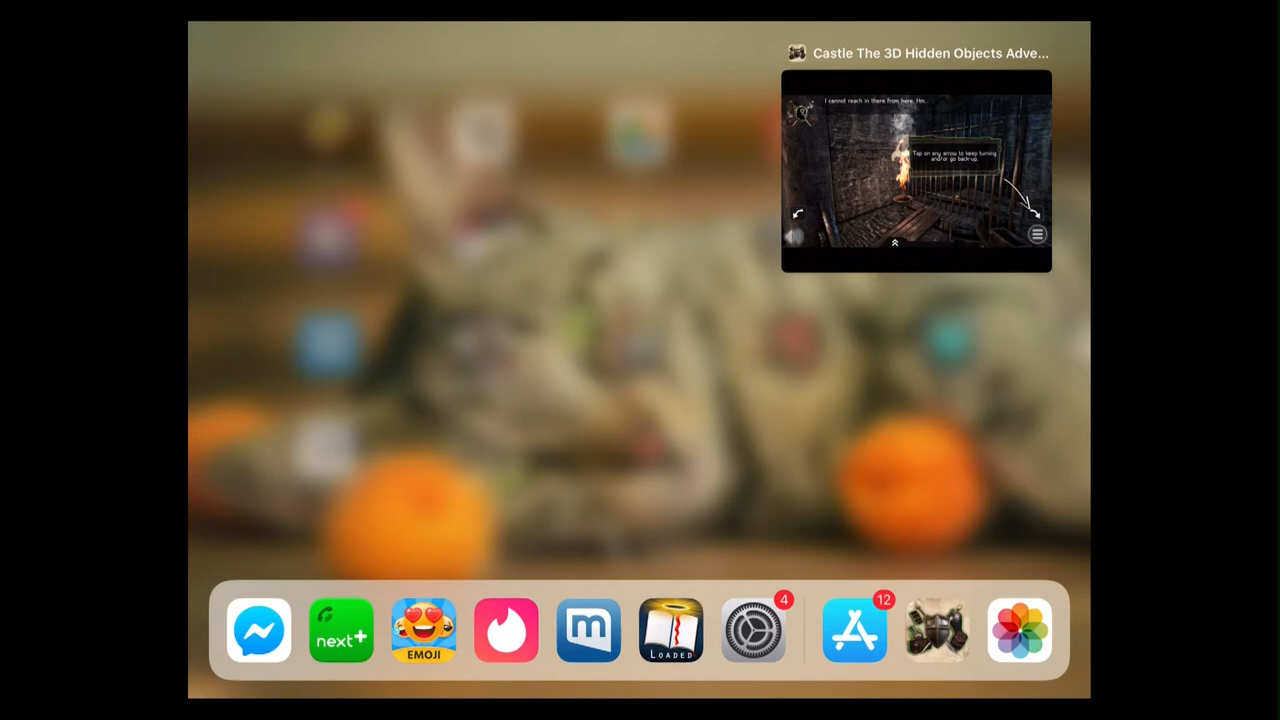 Castle The 3D Hidden Objects Adve...
I cannot reach in there from here. Hm..
Tap on any arrow to keep turning
and/or go back-up.
4
12
next+
EMOJI
m
LOADED